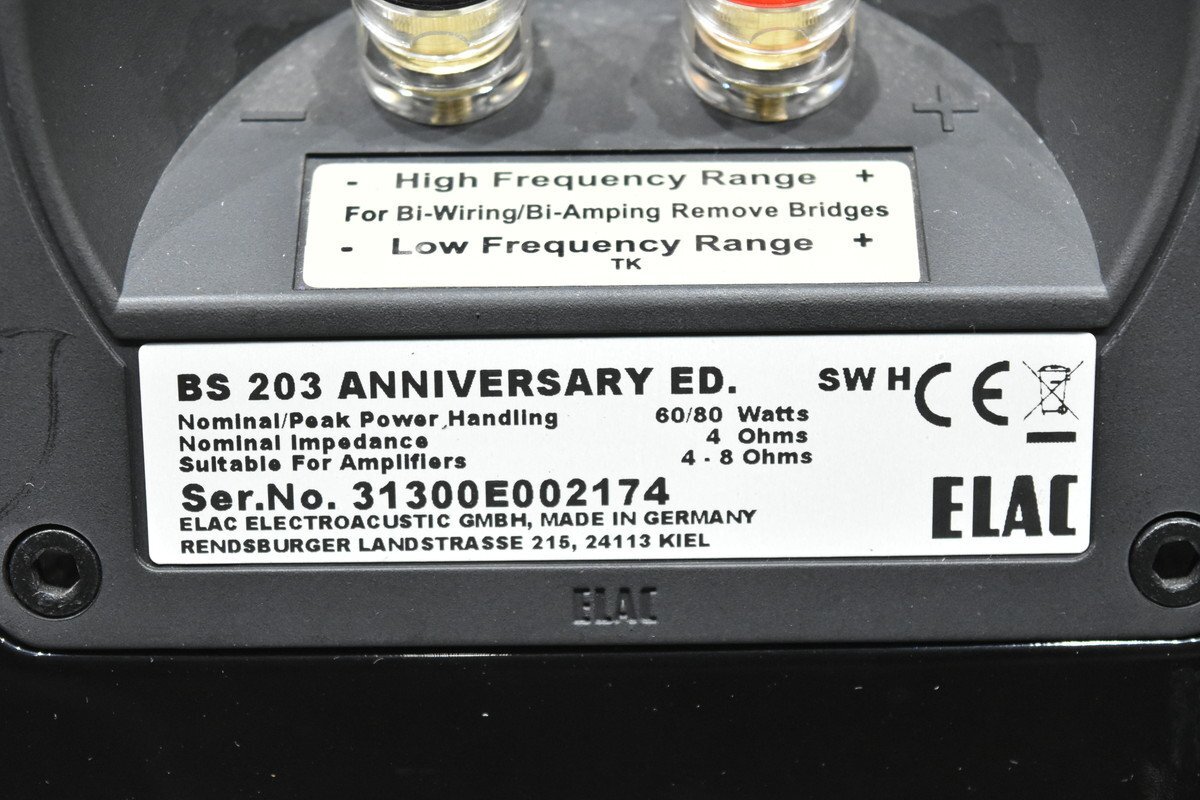 - High Frequency Range +
For Bi-Wiring/Bi-Amping Remove Bridges
- Low Frequency Range +
TK
BS 203 ANNIVERSARY ED. SW H CE
Nominal/Peak Power Handling 60/80 Watts
Nominal Impedance 4 Ohms
Suitable For Amplifiers 4 - 8 Ohms
Ser.No. 31300E002174
ELAC
ELAC ELECTROACUSTIC GMBH, MADE IN GERMANY
RENDSBURGER LANDSTRASSE 215, 24113 KIEL
ELAC